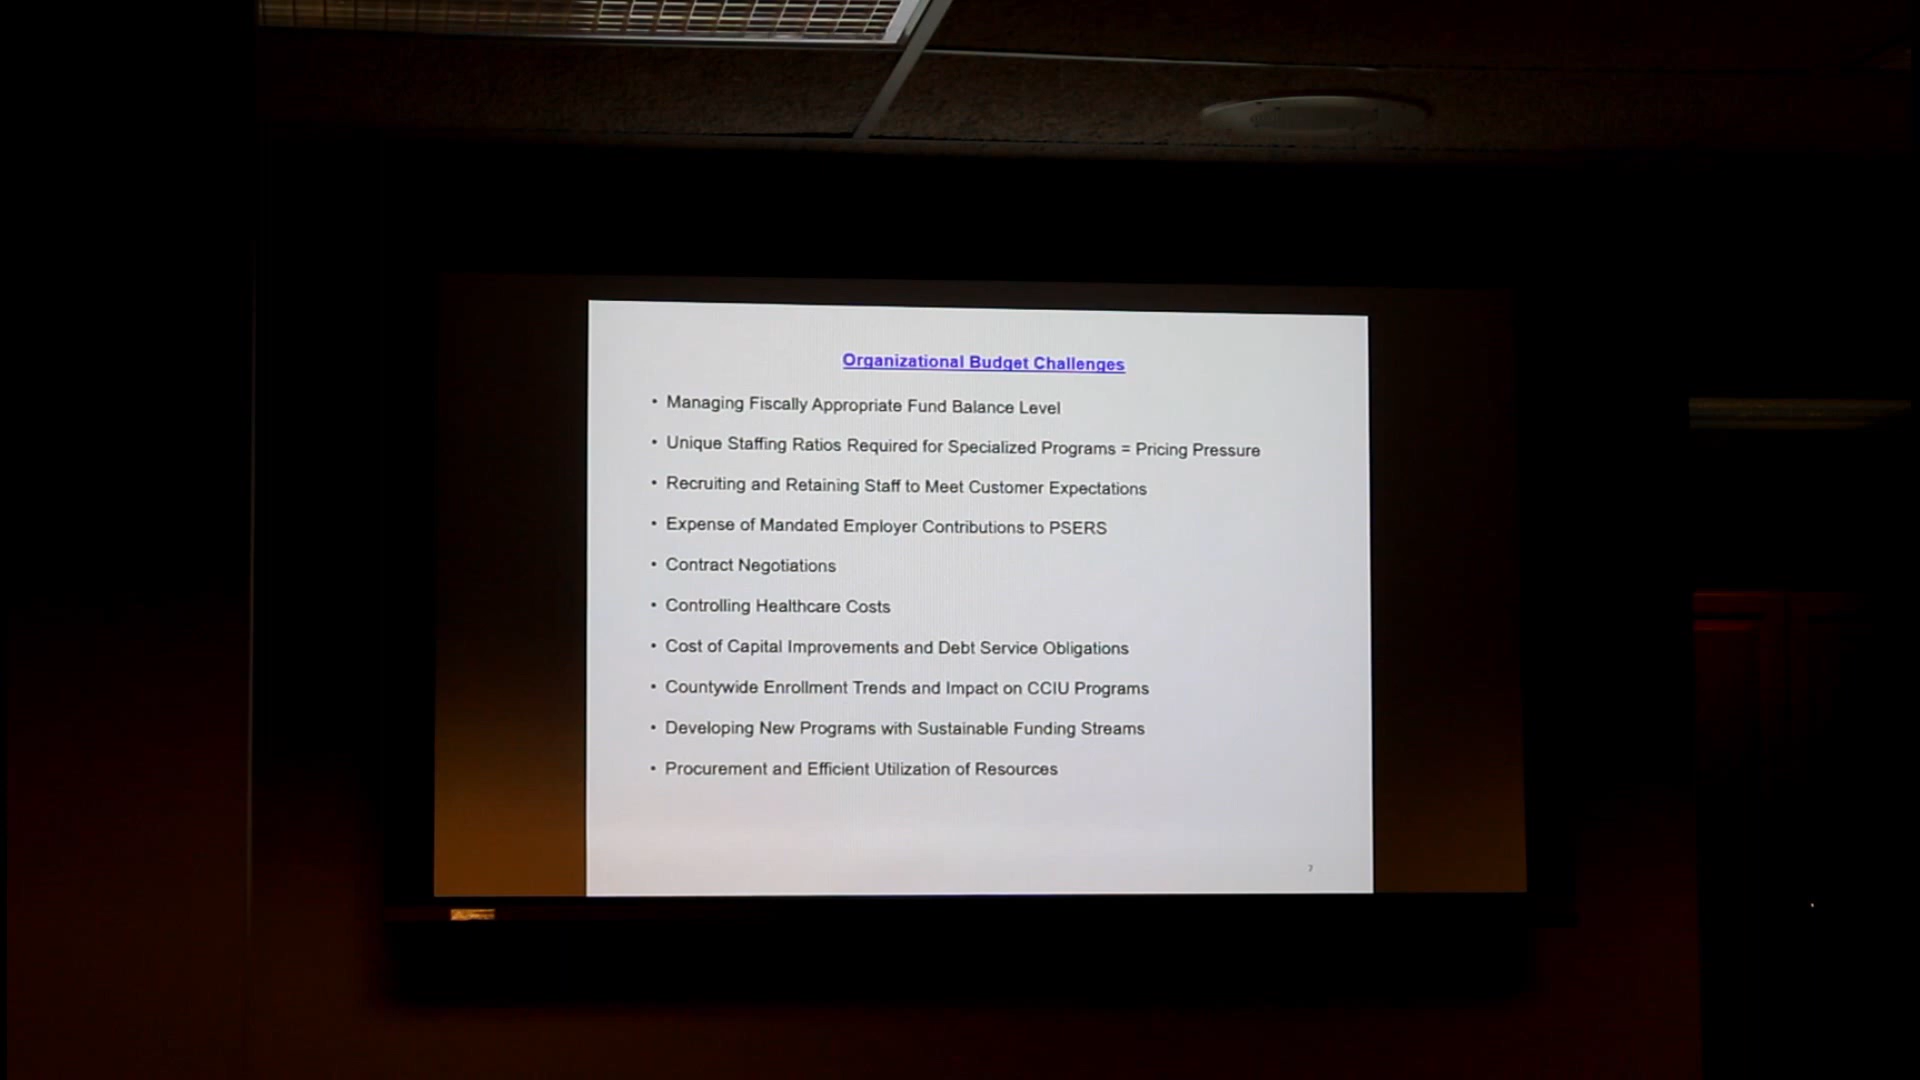 Organizational Budget Challenges
• Managing Fiscally Appropriate Fund Balance Level
• Unique Staffing Ratios Required for Specialized Programs = Pricing Pressure
• Recruiting and Retaining Staff to Meet Customer Expectations
• Expense of Mandated Employer Contributions to PSERS
• Contract Negotiations
• Controlling Healthcare Costs
• Cost of Capital Improvements and Debt Service Obligations
• Countywide Enrollment Trends and Impact on CCIU Programs
• Developing New Programs with Sustainable Funding Streams
• Procurement and Efficient Utilization of Resources
7